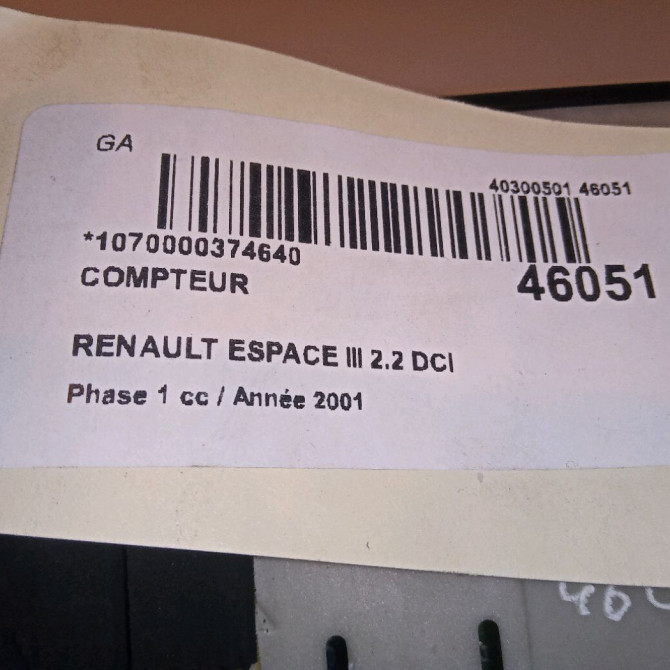 GA
40300501 46051
*1070000374640
COMPTEUR
46051
RENAULT ESPACE III 2.2 DCI
Phase 1 cc / Année 2001